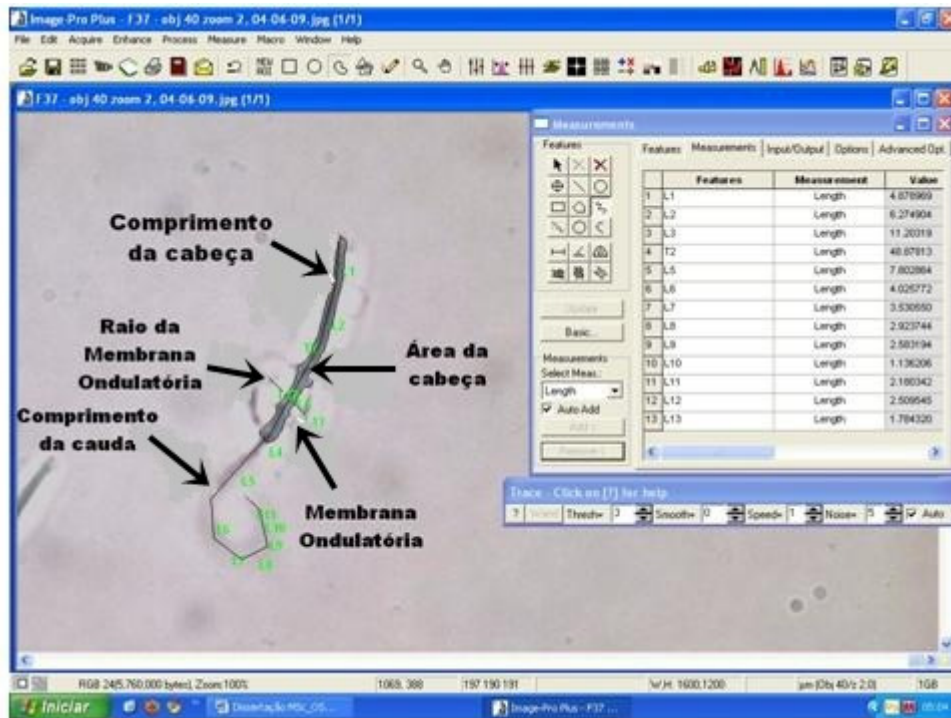 Image-Pro Plus - F37 - obj 40 zoom 2, 04-06-09.jpg (1/1)
File Edit Acquire Enhance Process Measure Macro Window Help
F37 - obj 40 zoom 2, 04-06-09.jpg (1/1)
Measurements
Features
Features Measurements Input/Output Options Advanced Opt.
Features Measurement Value
1 L1 Length 4.878969
2 L2 Length 6.274904
3 L3 Length 11.20319
4 T2 Length 48.87813
5 L5 Length 7.802864
6 L6 Length 4.025772
7 L7 Length 3.530550
8 L8 Length 2.923744
9 L9 Length 2.583194
10 L10 Length 1.136206
11 L11 Length 2.180342
12 L12 Length 2.509545
13 L13 Length 1.784320
Update
Basic...
Measurements
Select Meas.:
Length
Auto Add
Comprimento
da cabeça
L1
L2
Raio da
Membrana
Ondulatória
Área da
cabeça
Comprimento
da cauda
L4
L5
L6
L9
L8
Membrana
Ondulatória
Trace - Click on [?] for help
? Thresh= 3 Smooth= 0 Speed= 1 Noise= 5 Auto
RGB 24(5.760.000 bytes), Zoom:100% 1069, 388 197 190 191 W.H: 1600,1200 µm (Obj 40/z 2,0) 1GB
Iniciar Dissertação MSc_OS... Image-Pro Plus - F37 ...